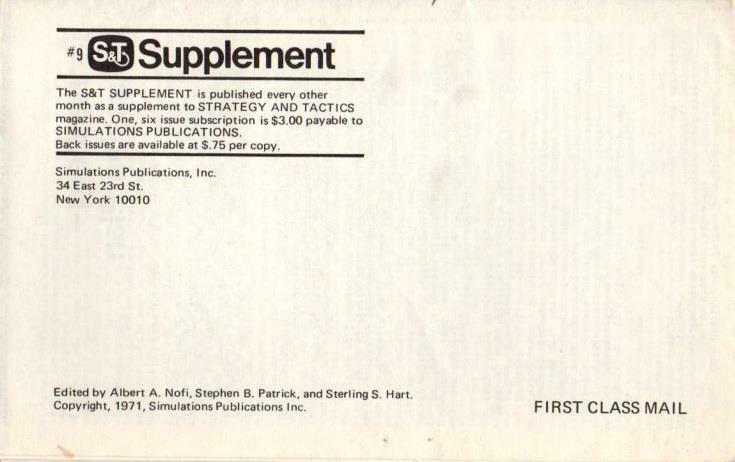 #9 S&T Supplement
The S&T SUPPLEMENT is published every other
month as a supplement to STRATEGY AND TACTICS
magazine. One, six issue subscription is $3.00 payable to
SIMULATIONS PUBLICATIONS.
Back issues are available at $.75 per copy.
Simulations Publications, Inc.
34 East 23rd St.
New York 10010
Edited by Albert A. Nofi, Stephen B. Patrick, and Sterling S. Hart.
Copyright, 1971, Simulations Publications Inc.
FIRST CLASS MAIL